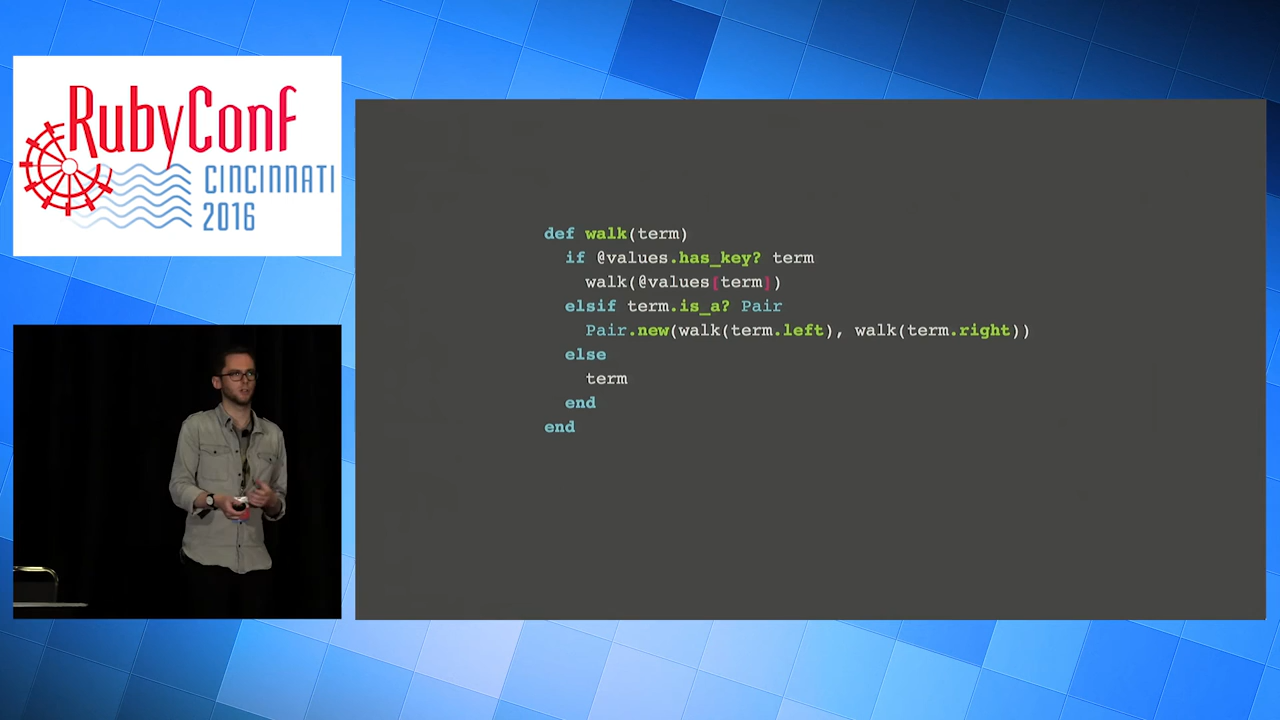 RubyConf
CINCINNATI
2016
def walk(term)
  if @values.has_key? term
    walk(@values[term])
  elsif term.is_a? Pair
    Pair.new(walk(term.left), walk(term.right))
  else
    term
  end
end